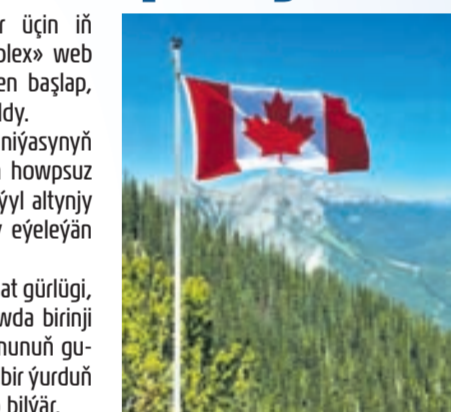 r üçin iň
olex» web
en başlap,
ldy.
niýasynyň
howpsuz
ýyl altynjy
eýeleýän
at gürlügi,
wda birinji
nunuň gu-
bir ýurduň
bilýär.